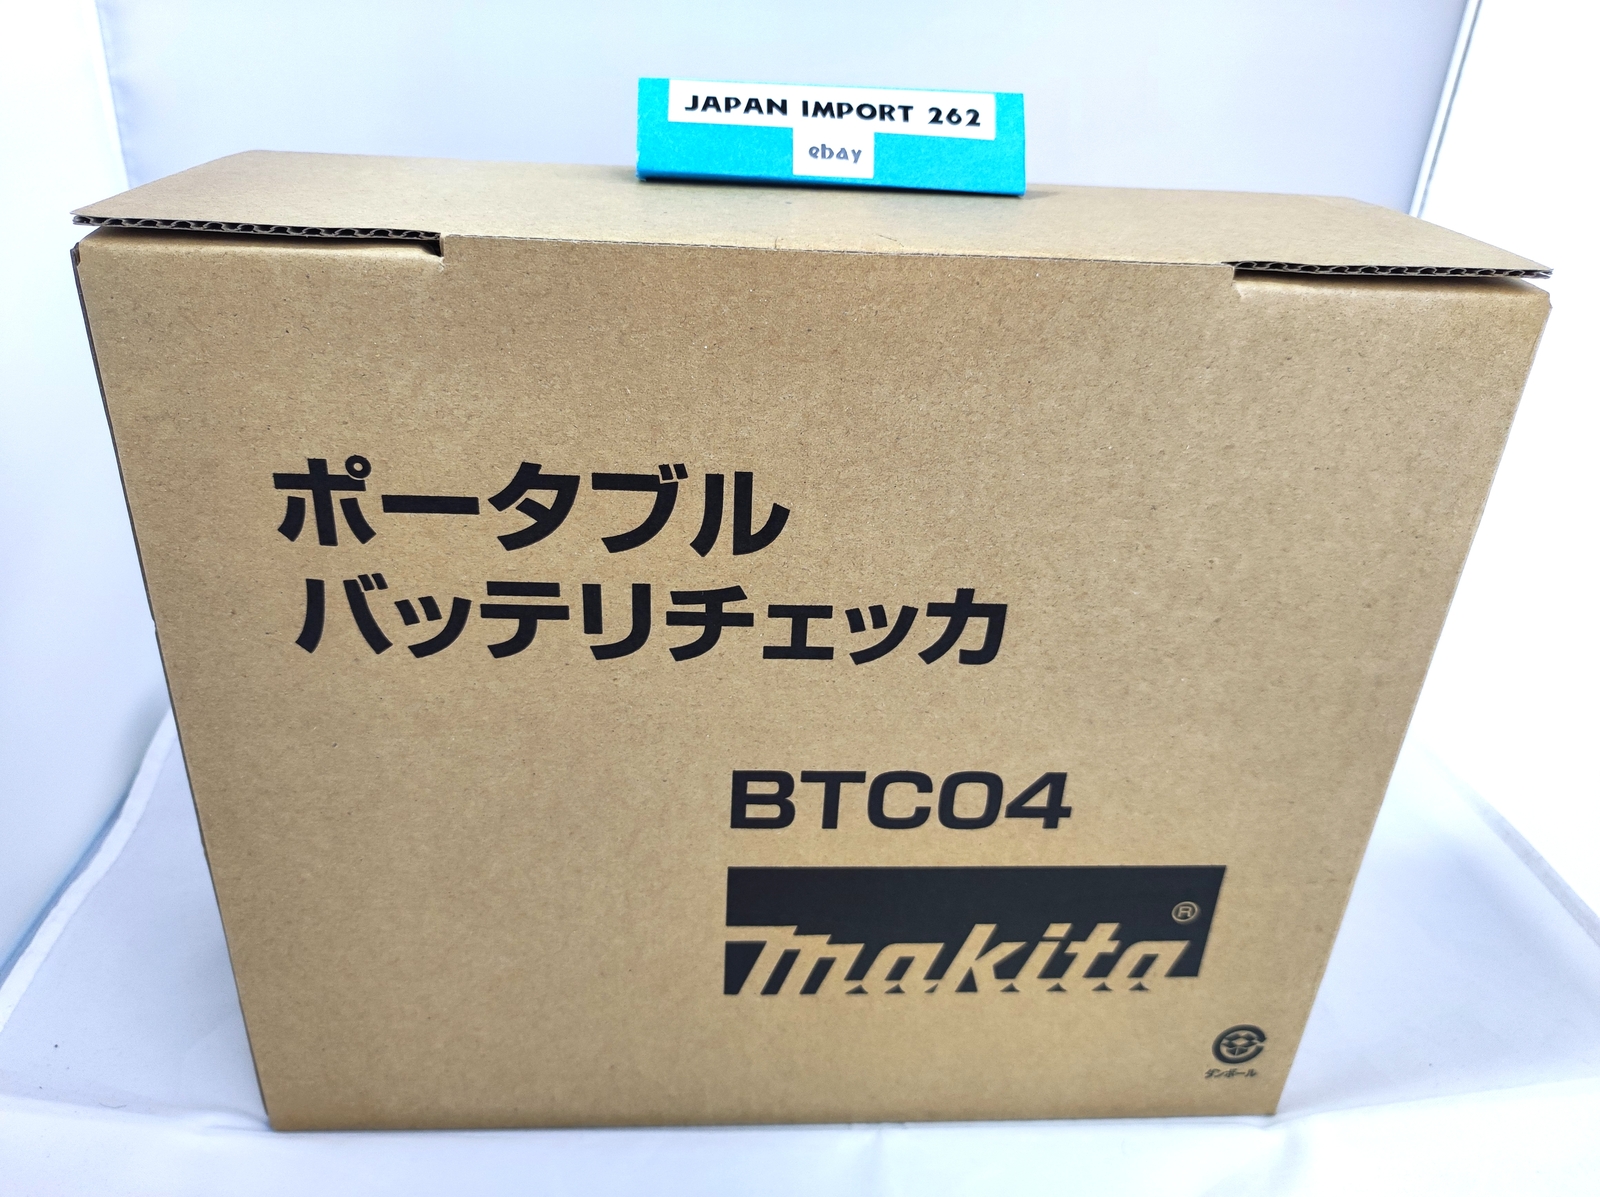 JAPAN IMPORT 262
ebay
ポータブル
バッテリチェッカ
BTC04
makita®
ダンボール